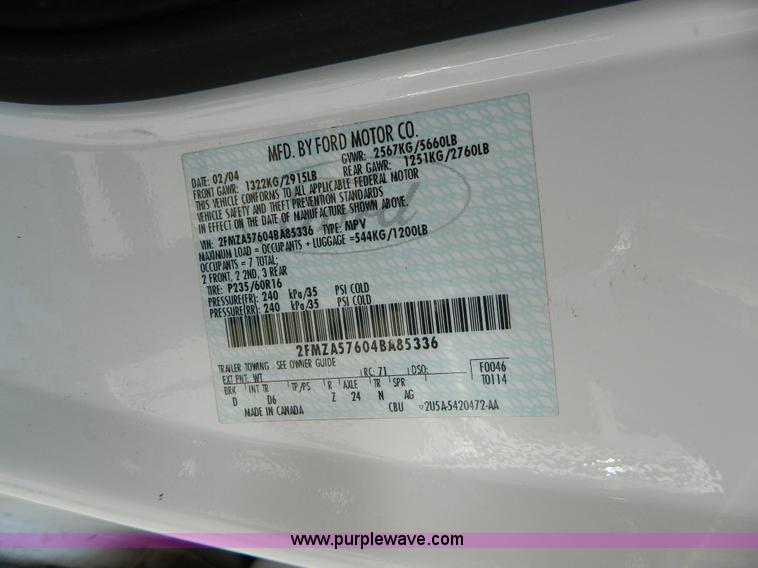 MFD. BY FORD MOTOR CO.
DATE: 02/04 GVWR: 2567KG/5660LB
FRONT GAWR: 1322KG/2915LB REAR GAWR: 1251KG/2760LB
THIS VEHICLE CONFORMS TO ALL APPLICABLE FEDERAL MOTOR
VEHICLE SAFETY AND THEFT PREVENTION STANDARDS
IN EFFECT ON THE DATE OF MANUFACTURE SHOWN ABOVE.
VIN: 2FMZA57604BA85336 TYPE: MPV
MAXIMUM LOAD = OCCUPANTS + LUGGAGE =544KG/1200LB
OCCUPANTS = 7 TOTAL;
2 FRONT, 2 2ND, 3 REAR
TIRE: P235/60R16
PRESSURE(FR): 240 kPa/35 PSI COLD
PRESSURE(RR): 240 kPa/35 PSI COLD
2FMZA57604BA85336
TRAILER TOWING - SEE OWNER GUIDE
EXT PNT: WT RC: 71 DSO: F0046
BRK INT TR TP/PS R AXLE TR SPR T0114
D D6 Z 24 N AG
MADE IN CANADA CBU 2U5A-5420472-AA
www.purplewave.com